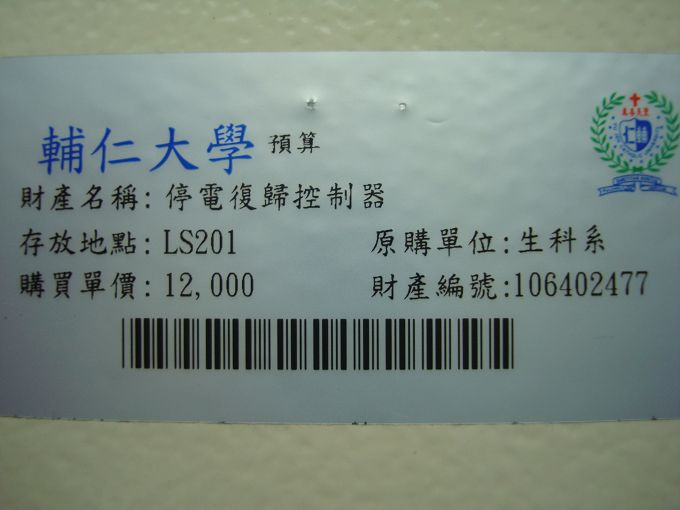 輔仁大學 預算
財產名稱: 停電復歸控制器
存放地點: LS201 原購單位: 生科系
購買單價: 12,000 財產編號:106402477